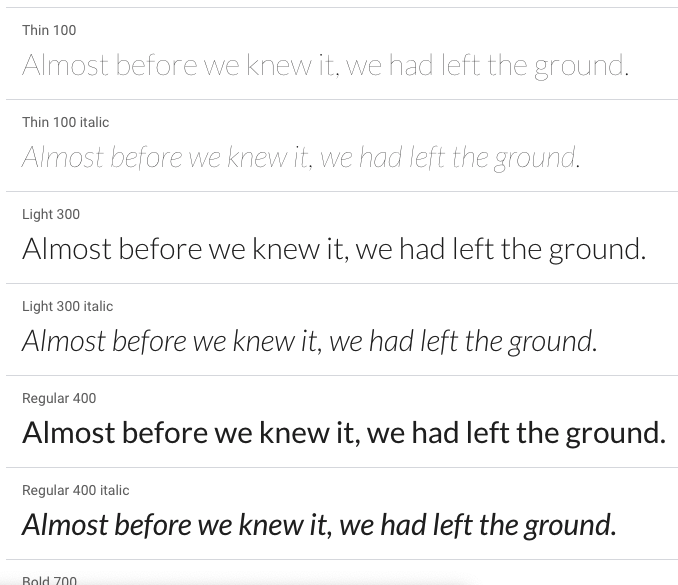 Thin 100
Almost before we knew it, we had left the ground.
Thin 100 italic
Almost before we knew it, we had left the ground.
Light 300
Almost before we knew it, we had left the ground.
Light 300 italic
Almost before we knew it, we had left the ground.
Regular 400
Almost before we knew it, we had left the ground.
Regular 400 italic
Almost before we knew it, we had left the ground.
Bold 700